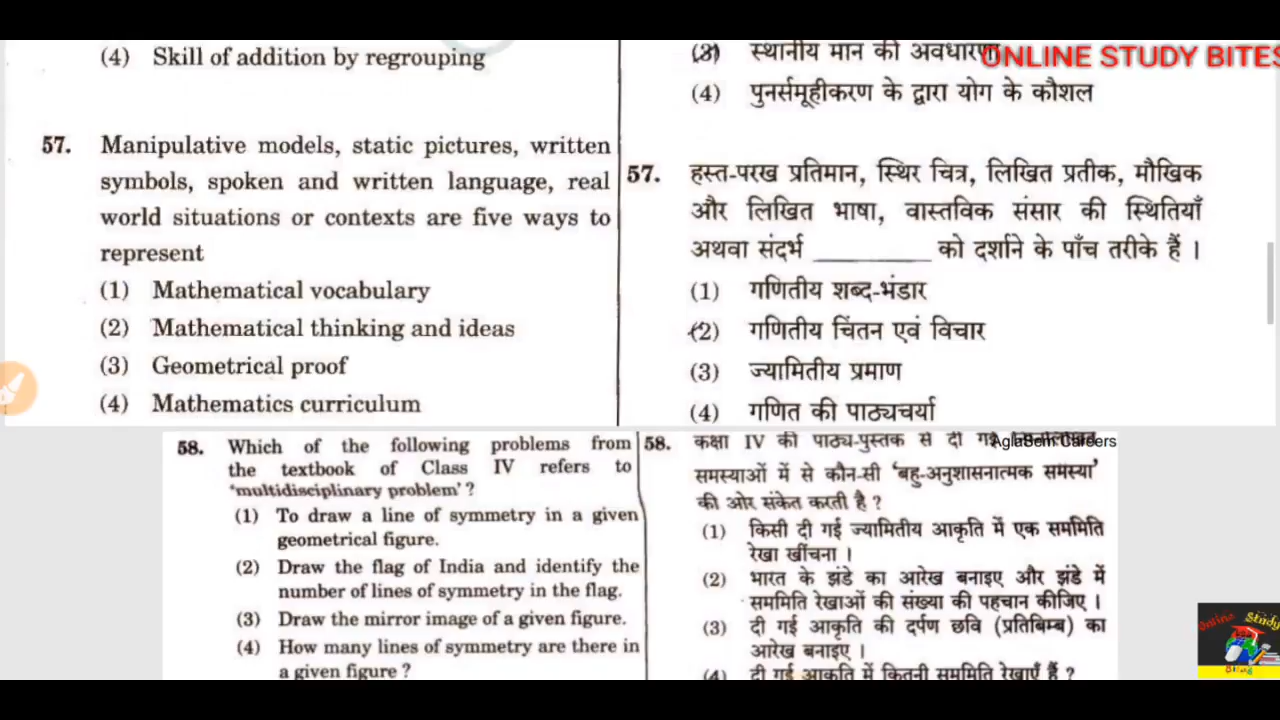 (4) Skill of addition by regrouping
57. Manipulative models, static pictures, written
symbols, spoken and written language, real
world situations or contexts are five ways to
represent
(1) Mathematical vocabulary
(2) Mathematical thinking and ideas
(3) Geometrical proof
(4) Mathematics curriculum
(3) स्थानीय मान की अवधारणा
ONLINE STUDY BITES
(4) पुनर्समूहीकरण के द्वारा योग के कौशल
57. हस्त-परख प्रतिमान, स्थिर चित्र, लिखित प्रतीक, मौखिक
और लिखित भाषा, वास्तविक संसार की स्थितियाँ
अथवा संदर्भ ________ को दर्शाने के पाँच तरीके हैं ।
(1) गणितीय शब्द-भंडार
(2) गणितीय चिंतन एवं विचार
(3) ज्यामितीय प्रमाण
(4) गणित की पाठ्यचर्या
58. Which of the following problems from
the textbook of Class IV refers to
'multidisciplinary problem' ?
(1) To draw a line of symmetry in a given
geometrical figure.
(2) Draw the flag of India and identify the
number of lines of symmetry in the flag.
(3) Draw the mirror image of a given figure.
(4) How many lines of symmetry are there in
a given figure ?
58. कक्षा IV की पाठ्य-पुस्तक से दी गई
AglaSem Careers
समस्याओं में से कौन-सी 'बहु-अनुशासनात्मक समस्या'
की ओर संकेत करती है ?
(1) किसी दी गई ज्यामितीय आकृति में एक सममिति
रेखा खींचना ।
(2) भारत के झंडे का आरेख बनाइए और झंडे में
सममिति रेखाओं की संख्या की पहचान कीजिए ।
(3) दी गई आकृति की दर्पण छवि (प्रतिबिम्ब) का
आरेख बनाइए ।
(4) दी गई आकृति में कितनी सममिति रेखाएँ हैं ?
Online Study
Bites